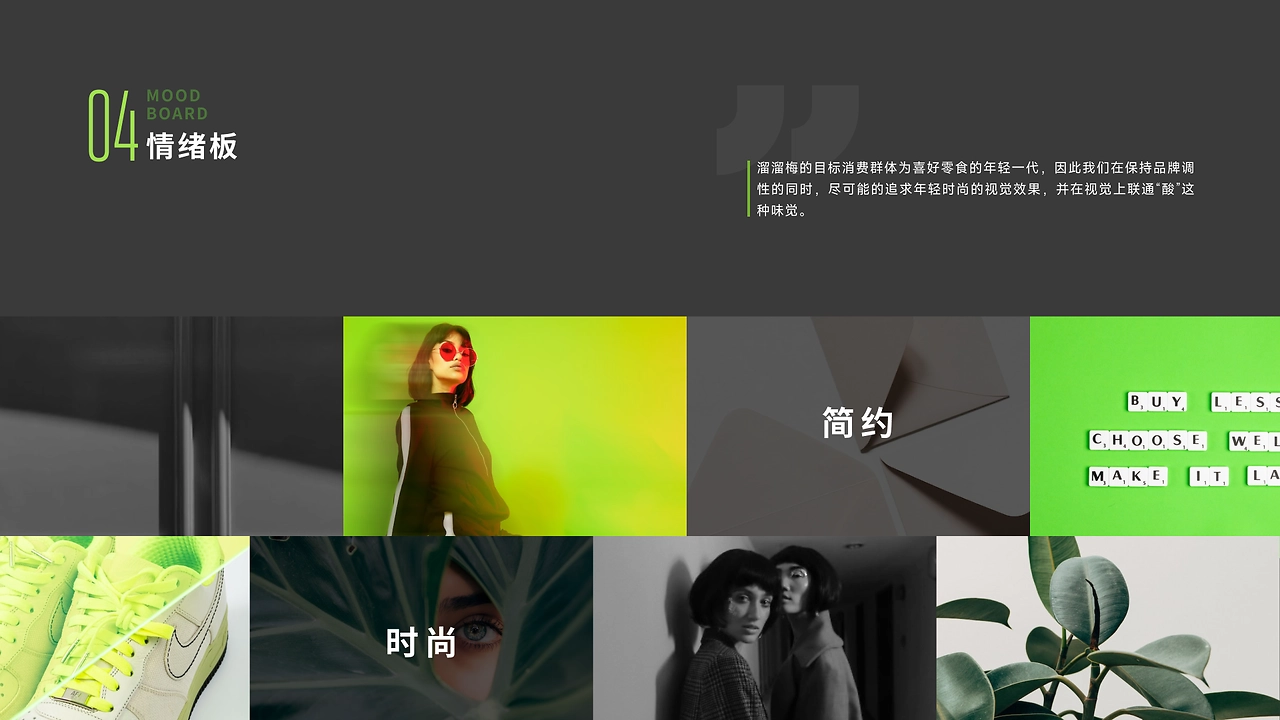 04
MOOD
BOARD
情绪板
溜溜梅的目标消费群体为喜好零食的年轻一代，因此我们在保持品牌调
性的同时，尽可能的追求年轻时尚的视觉效果，并在视觉上联通“酸”这
种味觉。
简约
BUY LESS
CHOOSE WEL
MAKE IT LA
时尚